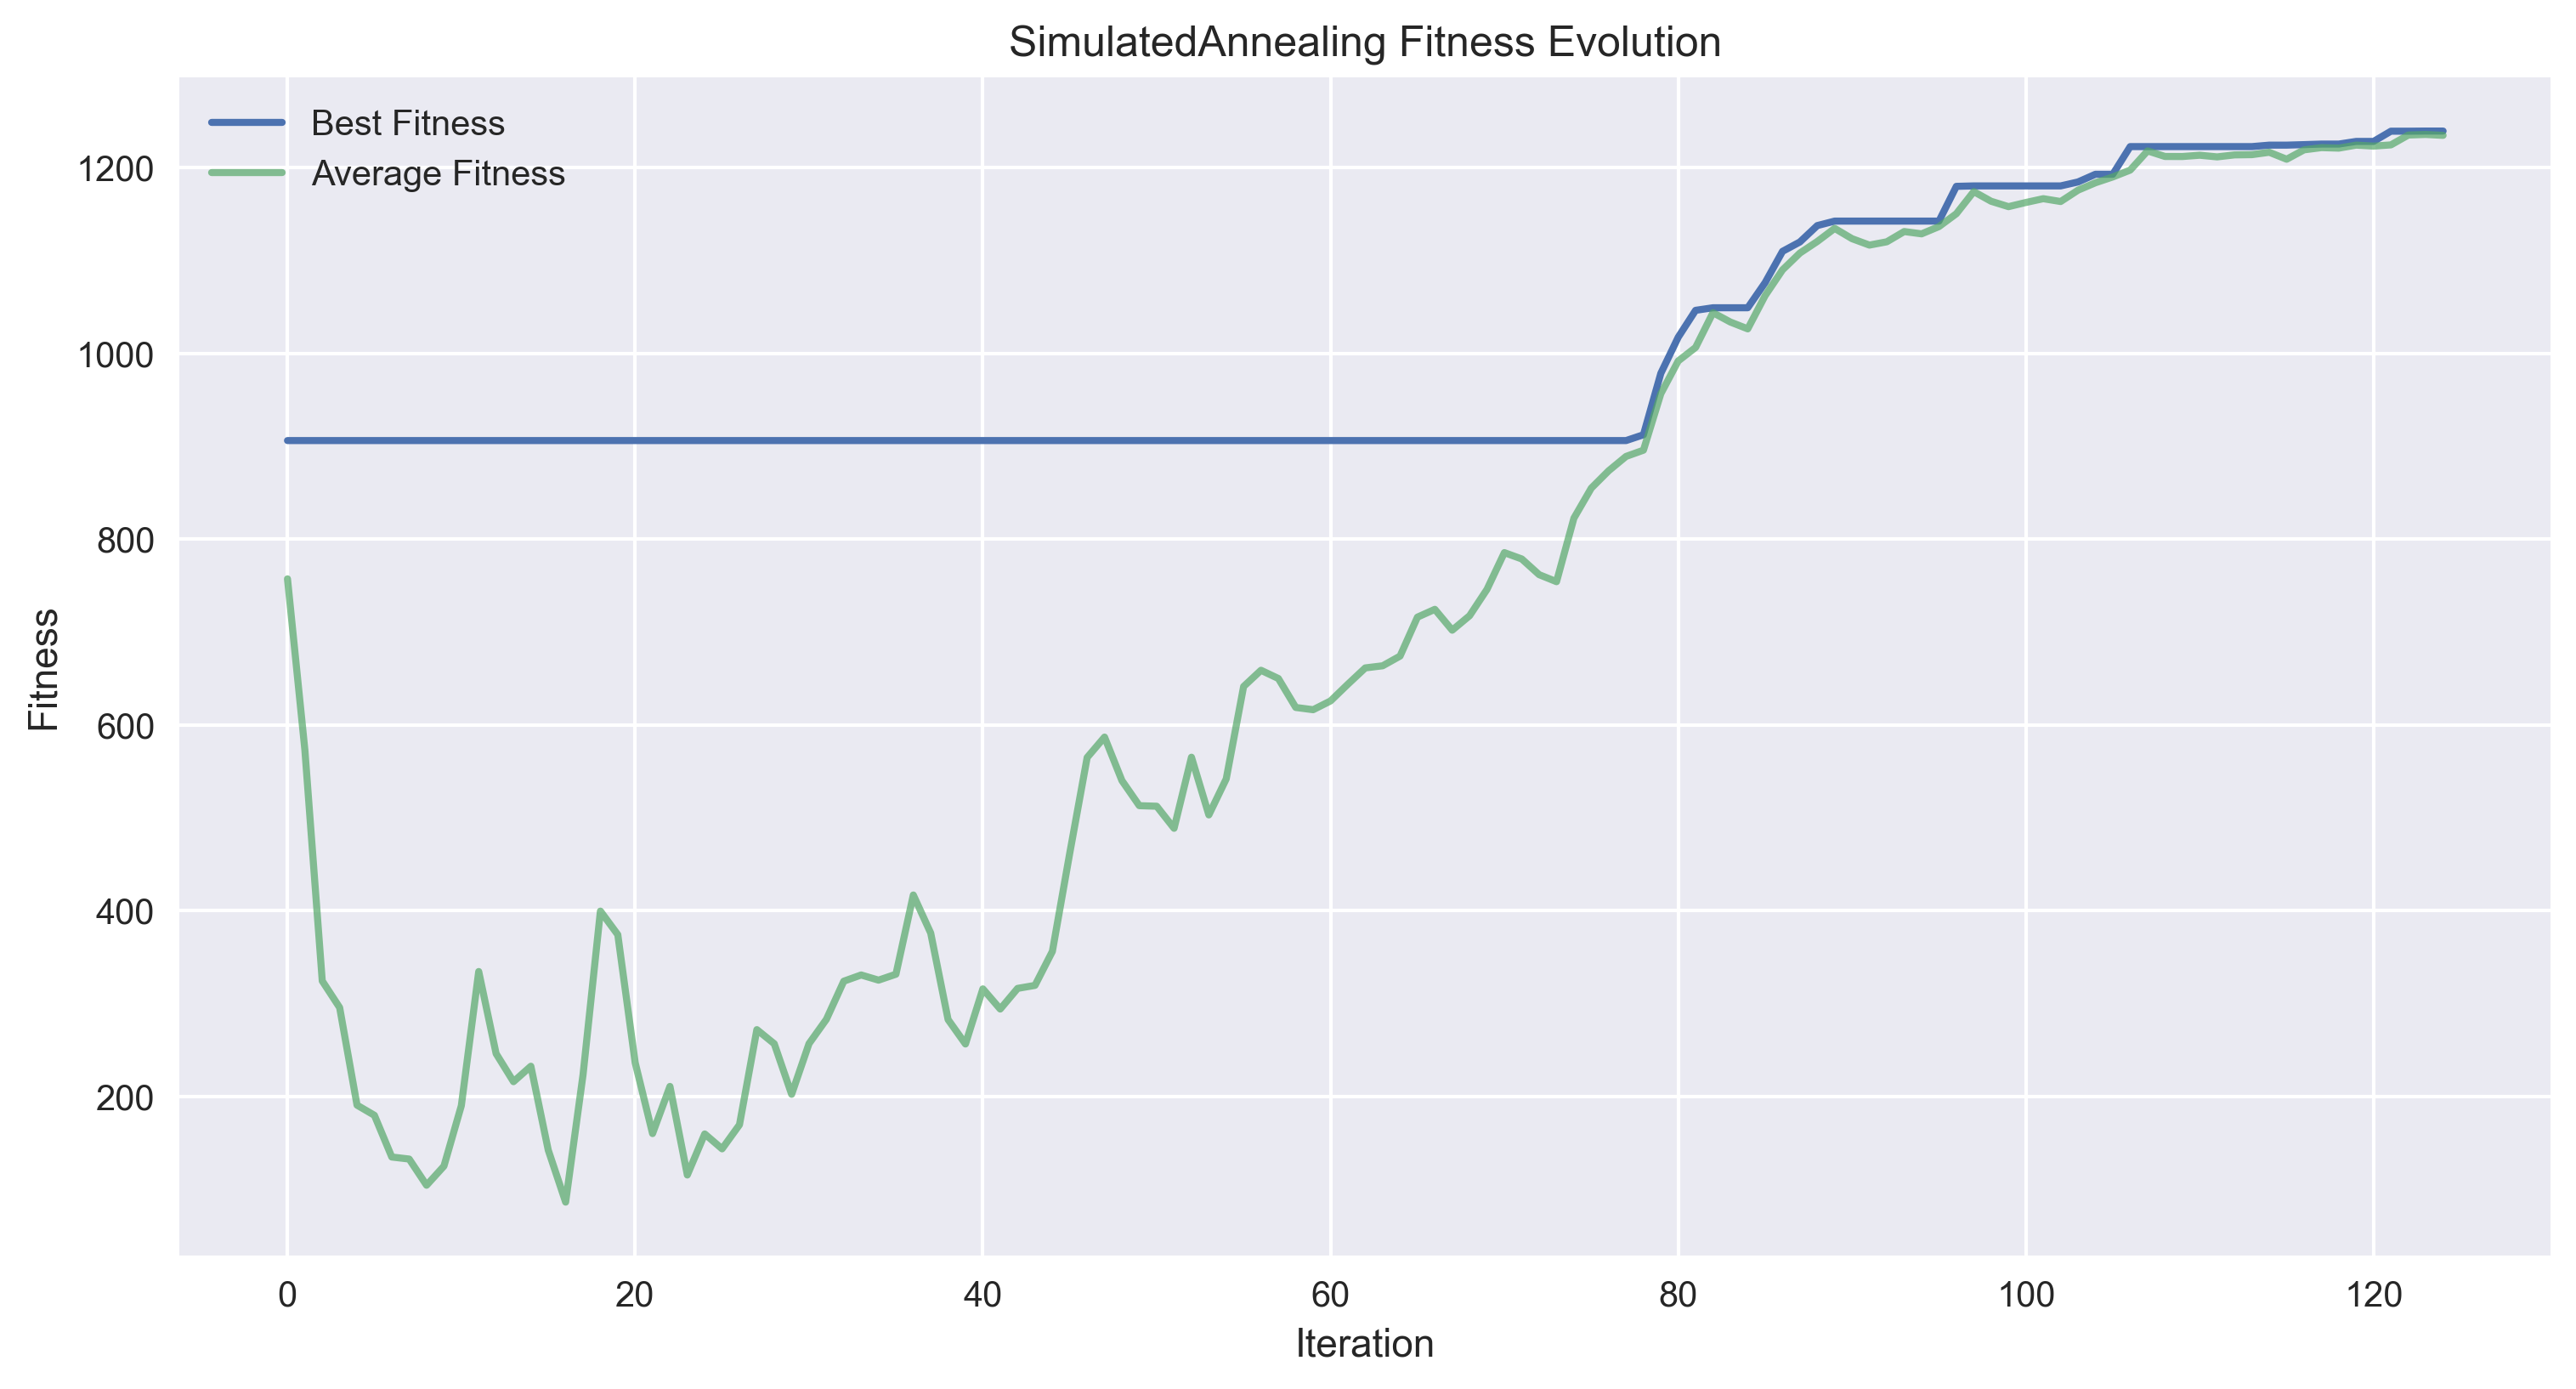 SimulatedAnnealing Fitness Evolution
Best Fitness
Average Fitness
1200
1000
800
600
400
200
Fitness
0 20 40 60 80 100 120
Iteration